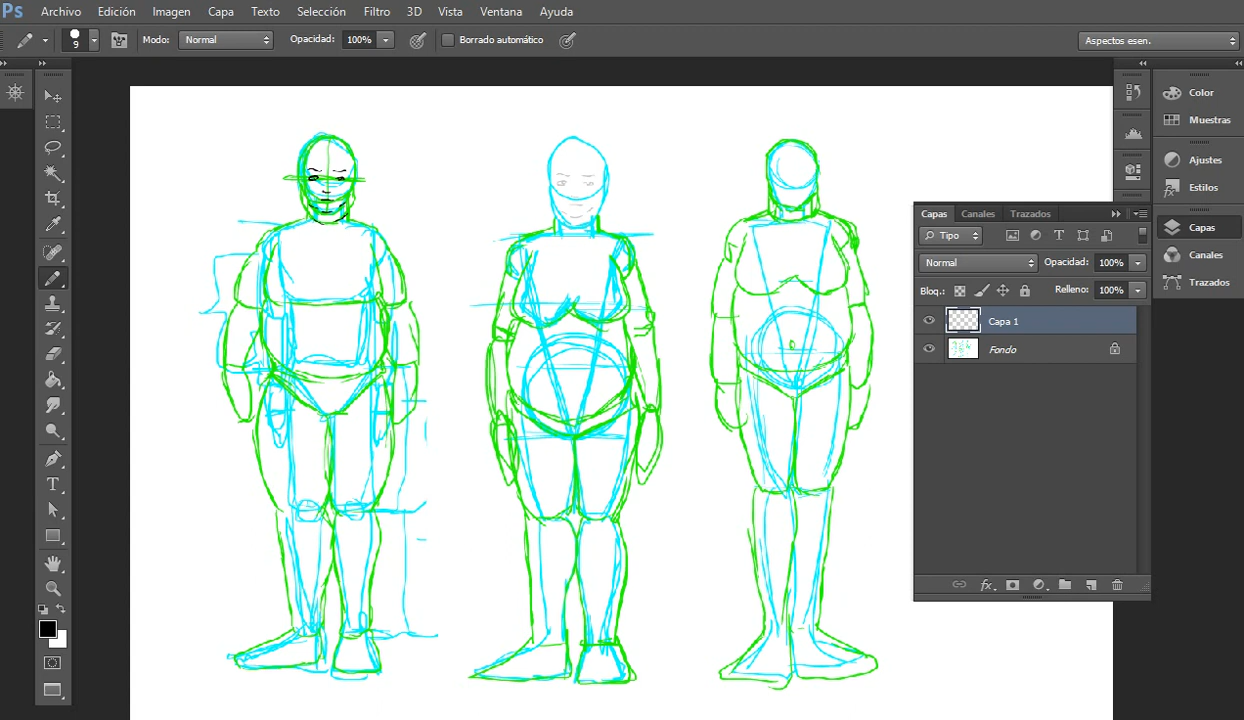 Ps Archivo Edición Imagen Capa Texto Selección Filtro 3D Vista Ventana Ayuda
9 Modo: Normal Opacidad: 100% Borrado automático Aspectos esen.
Color
Muestras
Ajustes
Estilos
Capas
Canales
Trazados
Capas Canales Trazados
Tipo
Normal Opacidad: 100%
Bloq.: Relleno: 100%
Capa 1
Fondo
fx
T